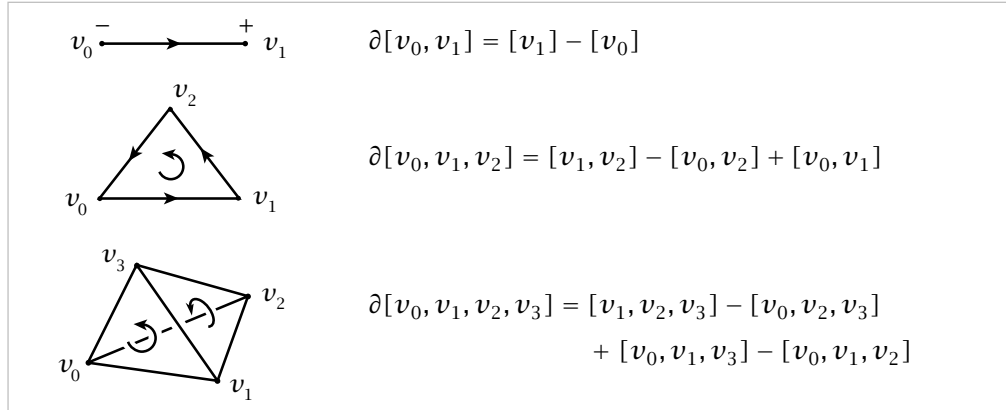 − +
v₀ v₁ ∂[v₀, v₁] = [v₁] − [v₀]
v₂
∂[v₀, v₁, v₂] = [v₁, v₂] − [v₀, v₂] + [v₀, v₁]
v₀ v₁
v₃
v₂ ∂[v₀, v₁, v₂, v₃] = [v₁, v₂, v₃] − [v₀, v₂, v₃]
+ [v₀, v₁, v₃] − [v₀, v₁, v₂]
v₀
v₁